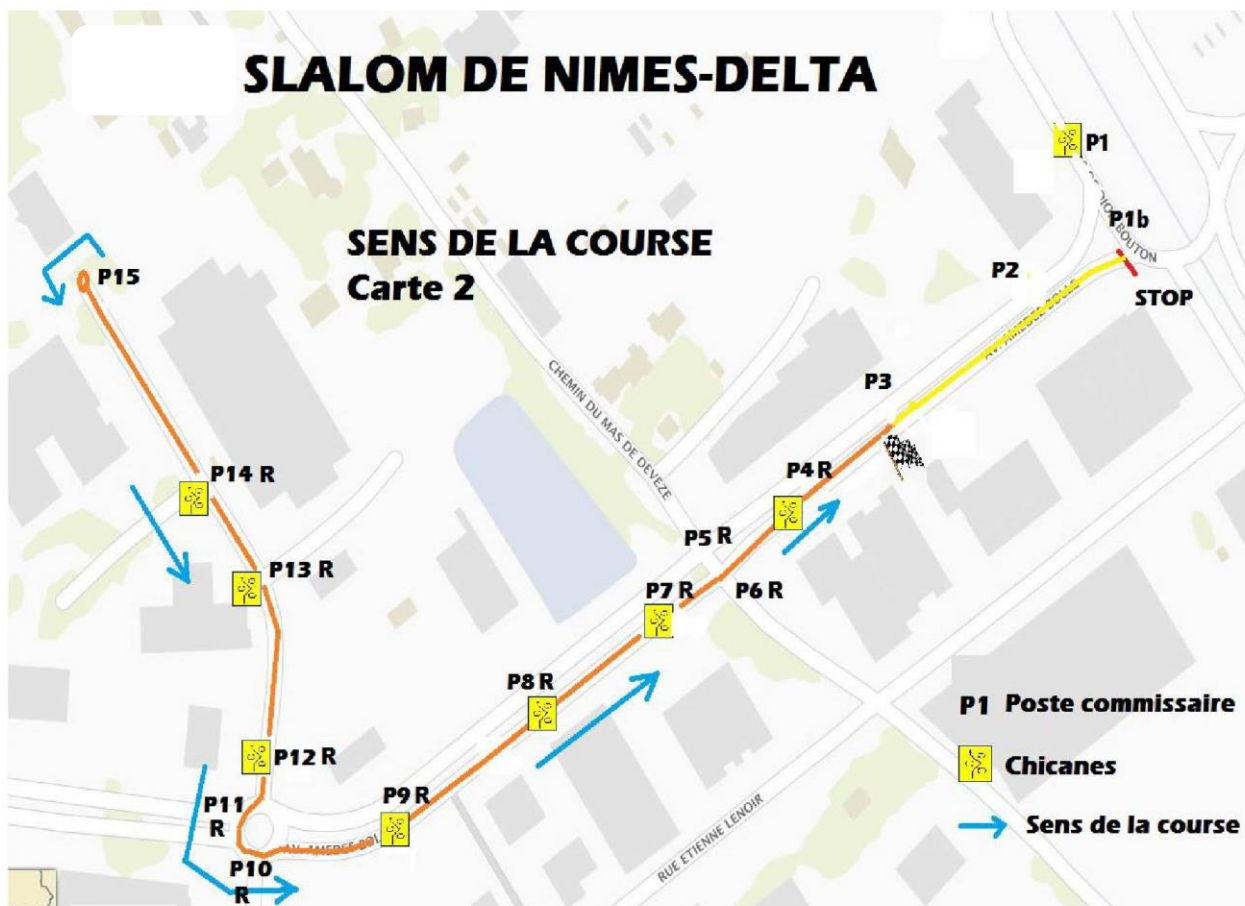 SLALOM DE NIMES-DELTA
P1
P1b
BOUTON
SENS DE LA COURSE
Carte 2
P2
STOP
P15
P3
CHEMIN DU MAS DE DEVEZE
P14 R
P4 R
P5 R
P13 R
P7 R
P6 R
P8 R
P1 Poste commissaire
P12 R
Chicanes
P9 R
P11
R
Sens de la course
RUE ETIENNE LENOIR
P10
R